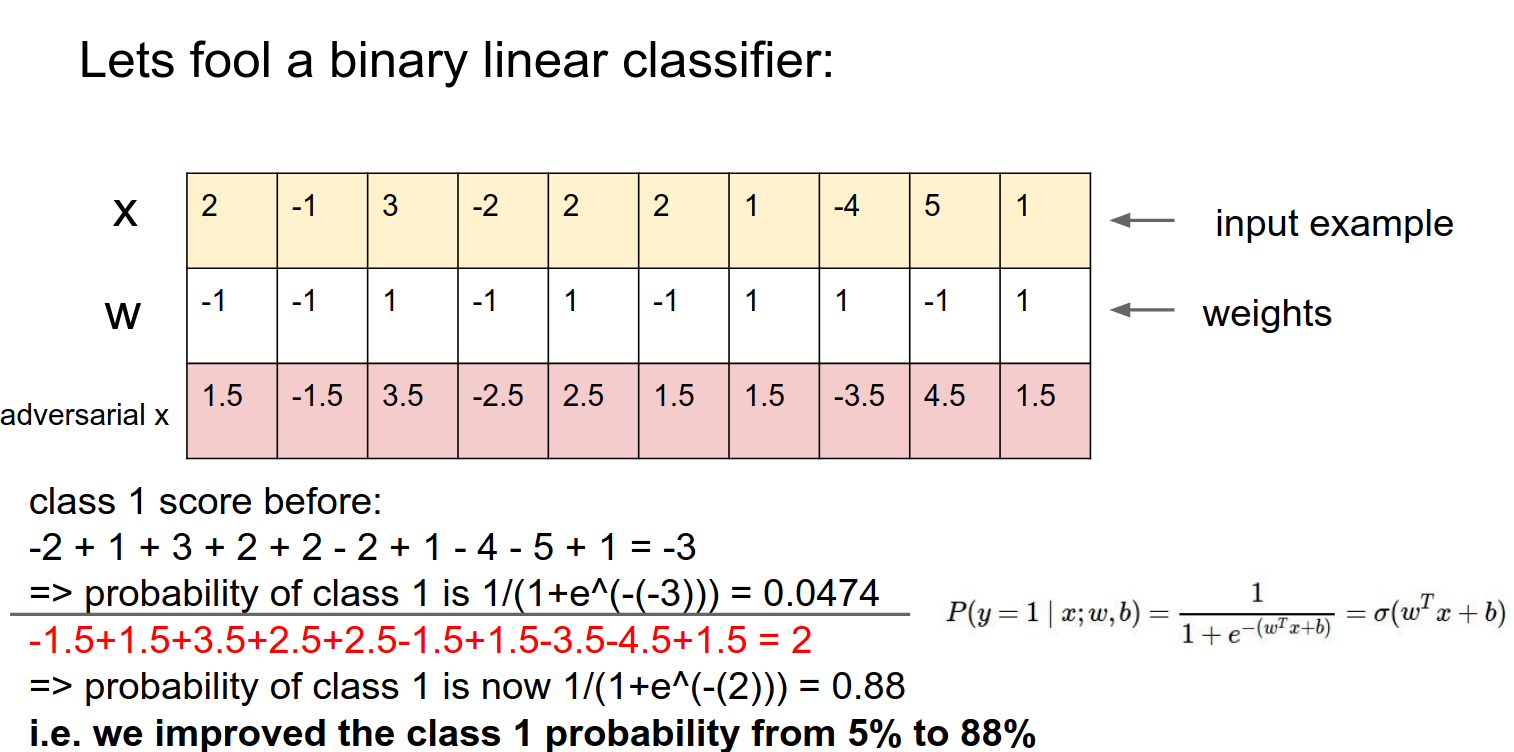 Lets fool a binary linear classifier:
x 2 -1 3 -2 2 2 1 -4 5 1 input example
w -1 -1 1 -1 1 -1 1 1 -1 1 weights
adversarial x 1.5 -1.5 3.5 -2.5 2.5 1.5 1.5 -3.5 4.5 1.5
class 1 score before:
-2 + 1 + 3 + 2 + 2 - 2 + 1 - 4 - 5 + 1 = -3
=> probability of class 1 is 1/(1+e^(-(-3))) = 0.0474
-1.5+1.5+3.5+2.5+2.5-1.5+1.5-3.5-4.5+1.5 = 2
=> probability of class 1 is now 1/(1+e^(-(2))) = 0.88
i.e. we improved the class 1 probability from 5% to 88%
P(y = 1 | x; w, b) = 1 / (1 + e^{-(w^T x+b)}) = σ(w^T x + b)